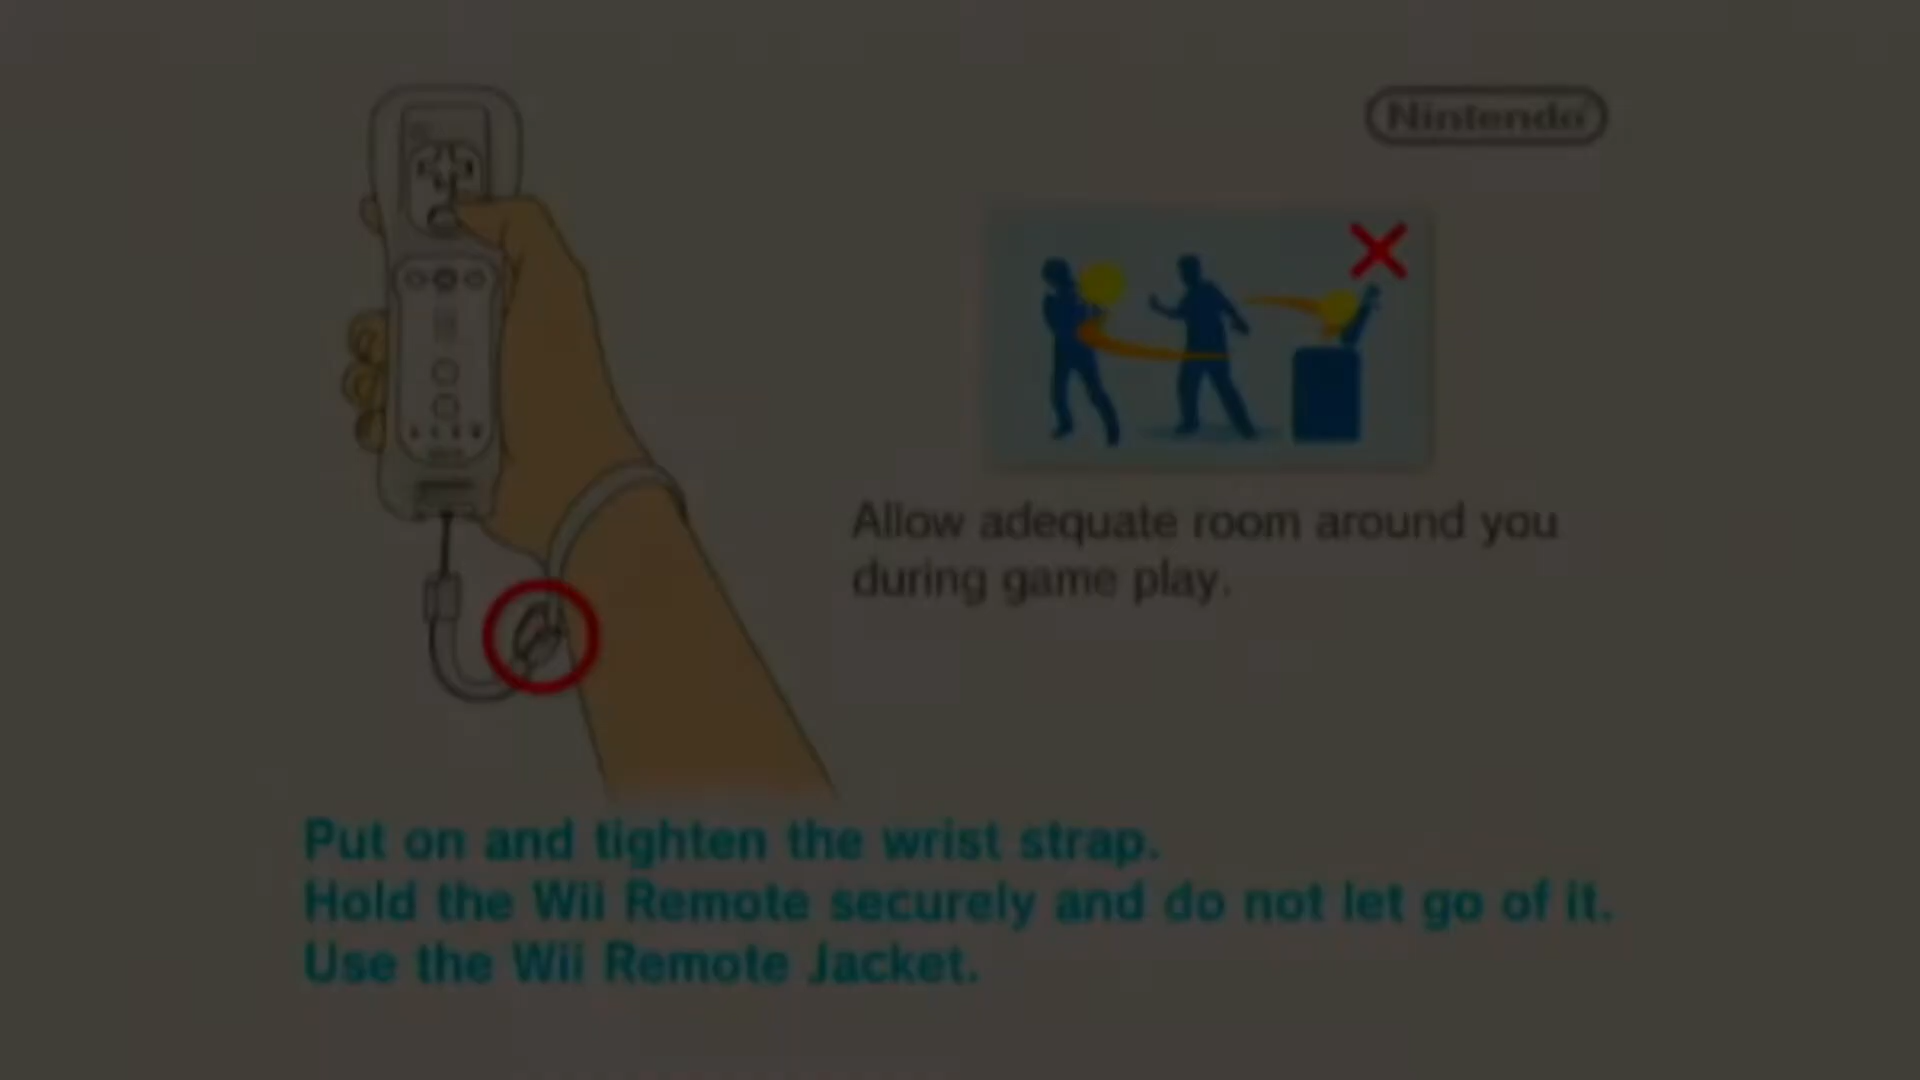 Nintendo
Allow adequate room around you
during game play.
Put on and tighten the wrist strap.
Hold the Wii Remote securely and do not let go of it.
Use the Wii Remote Jacket.